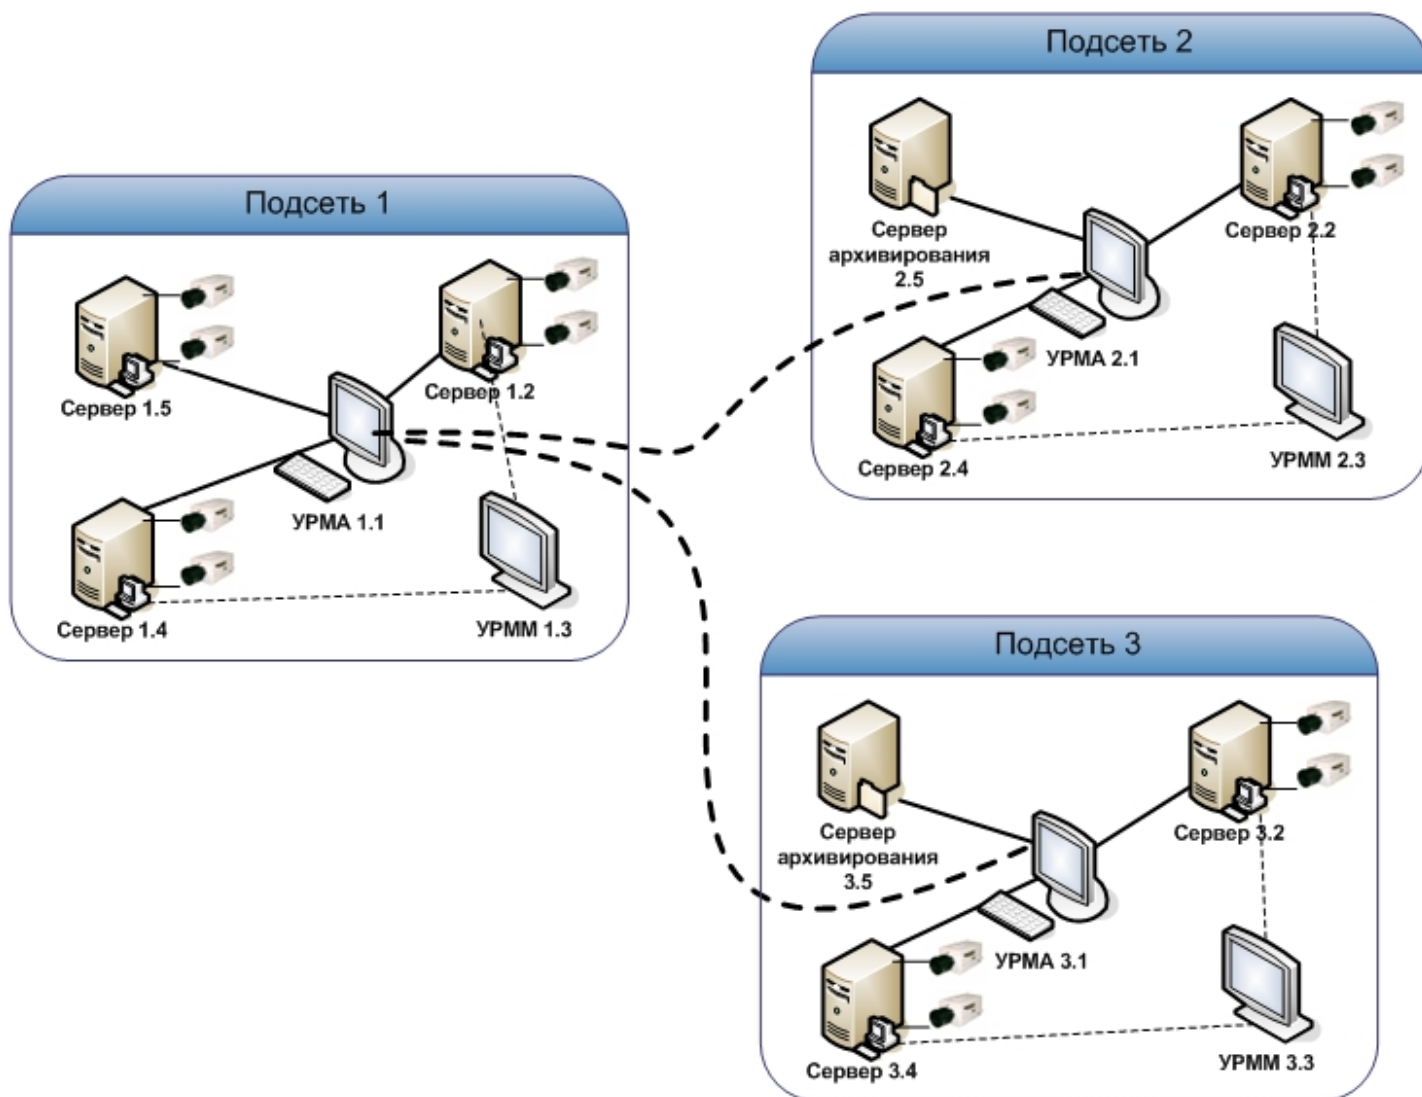 Подсеть 1
Сервер 1.5
Сервер 1.2
УРМА 1.1
Сервер 1.4
УРММ 1.3
Подсеть 2
Сервер
архивирования
2.5
Сервер 2.2
УРМА 2.1
Сервер 2.4
УРММ 2.3
Подсеть 3
Сервер
архивирования
3.5
Сервер 3.2
УРМА 3.1
Сервер 3.4
УРММ 3.3